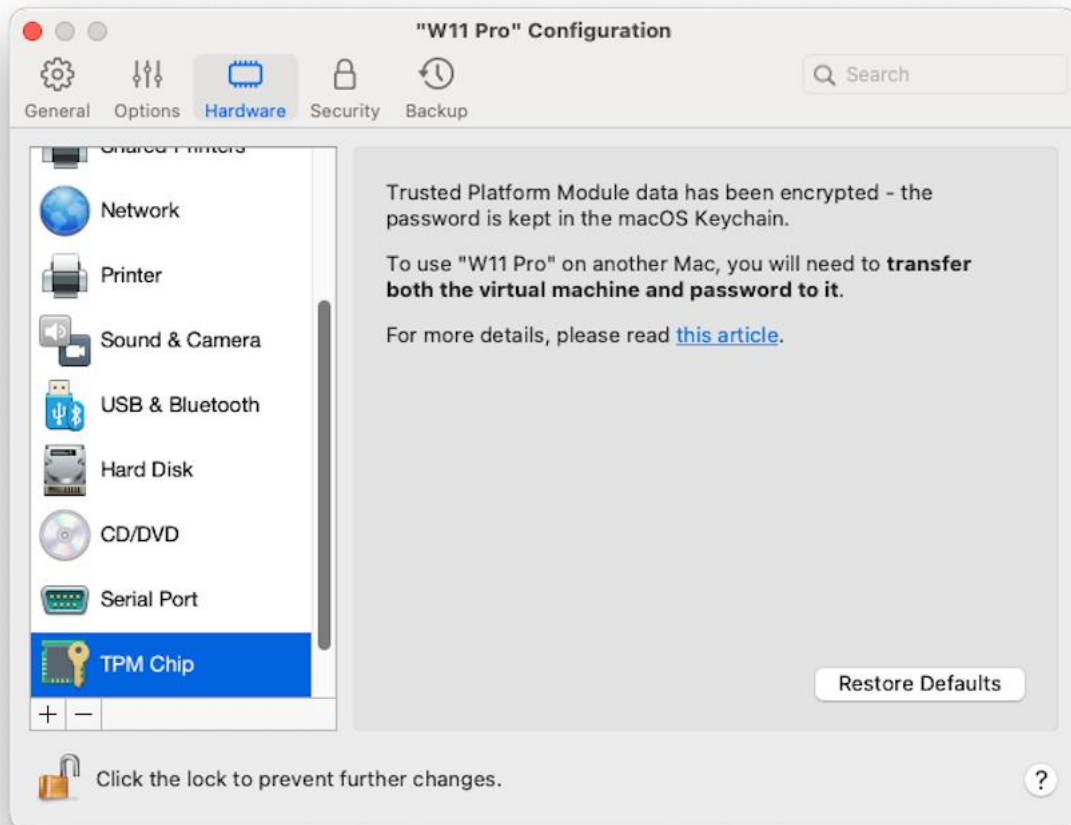 "W11 Pro" Configuration
General Options Hardware Security Backup
Search
Shared Printers
Network
Printer
Sound & Camera
USB & Bluetooth
Hard Disk
CD/DVD
Serial Port
TPM Chip
Trusted Platform Module data has been encrypted - the
password is kept in the macOS Keychain.
To use "W11 Pro" on another Mac, you will need to transfer
both the virtual machine and password to it.
For more details, please read this article.
Restore Defaults
+ −
Click the lock to prevent further changes.
?